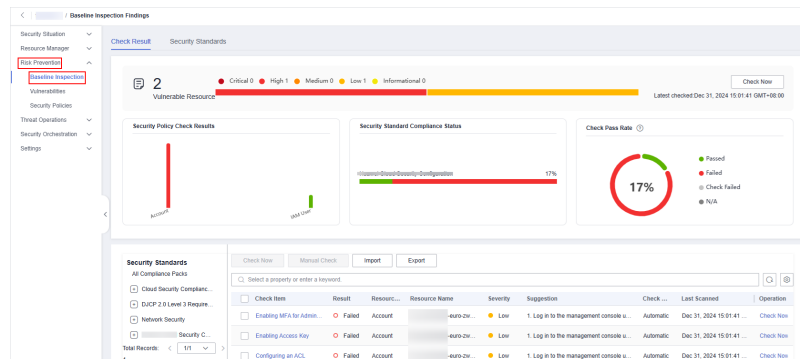 / Baseline Inspection Findings
Security Situation
Resource Manager
Risk Prevention
Baseline Inspection
Vulnerabilities
Security Policies
Threat Operations
Security Orchestration
Settings
Check Result Security Standards
2
Vulnerable Resource
Critical 0 High 1 Medium 0 Low 1 Informational 0
Check Now
Latest checked:Dec 31, 2024 15:01:41 GMT+08:00
Security Policy Check Results
Account
IAM User
Security Standard Compliance Status
17%
Check Pass Rate
17%
Passed
Failed
Check Failed
N/A
Security Standards
All Compliance Packs
Cloud Security Complianc...
DJCP 2.0 Level 3 Require...
Network Security
Security C...
Total Records: 1/1
Check Now Manual Check Import Export
Select a property or enter a keyword.
Check Item Result Resourc... Resource Name Severity Suggestion Check ... Last Scanned Operation
Enabling MFA for Admin... Failed Account -euro-zw... Low 1. Log in to the management console u... Automatic Dec 31, 2024 15:01:41 ... Check Now
Enabling Access Key Failed Account -euro-zw... Low 1. Log in to the management console u... Automatic Dec 31, 2024 15:01:41 ... Check Now
Configuring an ACL Failed Account -euro-zw... Low 1. Log in to the management console u... Automatic Dec 31, 2024 15:01:41 ... Check Now